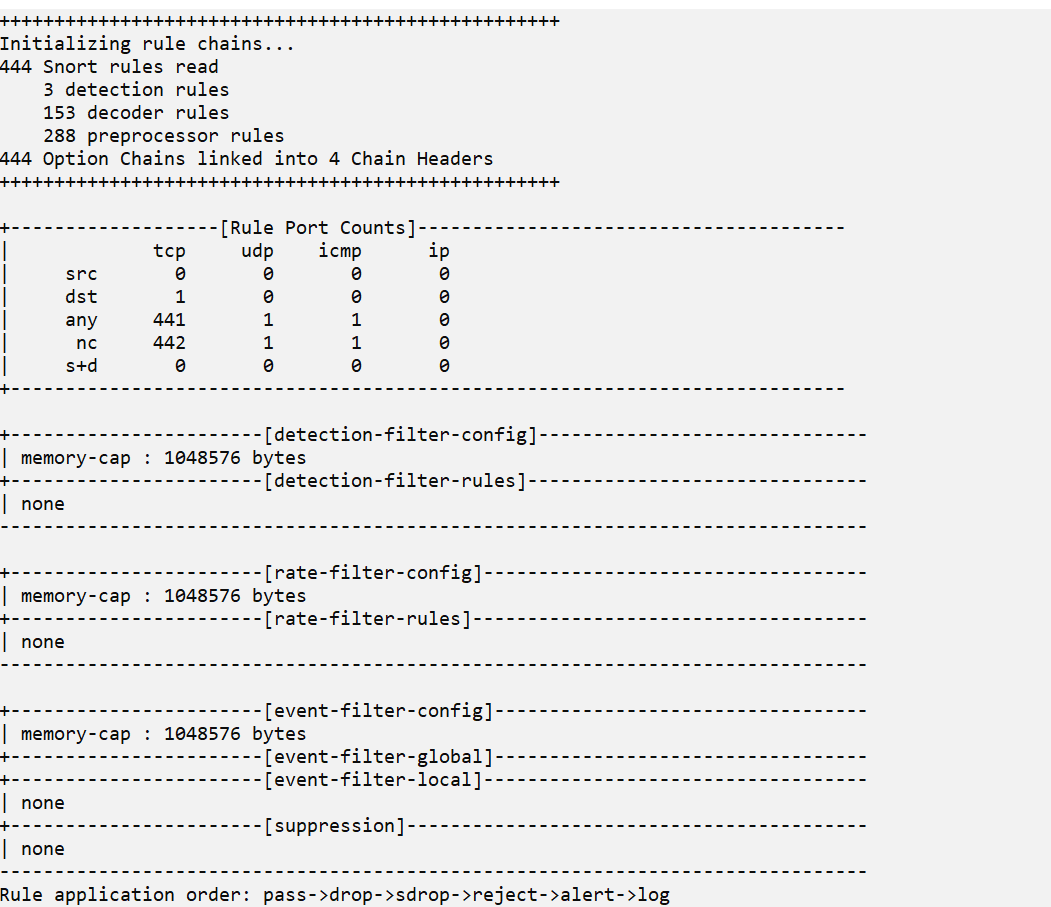 +++++++++++++++++++++++++++++++++++++++++++++++++++
Initializing rule chains...
444 Snort rules read
    3 detection rules
    153 decoder rules
    288 preprocessor rules
444 Option Chains linked into 4 Chain Headers
+++++++++++++++++++++++++++++++++++++++++++++++++++

+-------------------[Rule Port Counts]---------------------------------------
|             tcp     udp    icmp      ip
|     src       0       0       0       0
|     dst       1       0       0       0
|     any     441       1       1       0
|      nc     442       1       1       0
|     s+d       0       0       0       0
+----------------------------------------------------------------------------

+-----------------------[detection-filter-config]------------------------------
| memory-cap : 1048576 bytes
+-----------------------[detection-filter-rules]-------------------------------
| none
-------------------------------------------------------------------------------

+-----------------------[rate-filter-config]-----------------------------------
| memory-cap : 1048576 bytes
+-----------------------[rate-filter-rules]------------------------------------
| none
-------------------------------------------------------------------------------

+-----------------------[event-filter-config]----------------------------------
| memory-cap : 1048576 bytes
+-----------------------[event-filter-global]----------------------------------
+-----------------------[event-filter-local]-----------------------------------
| none
+-----------------------[suppression]------------------------------------------
| none
-------------------------------------------------------------------------------
Rule application order: pass->drop->sdrop->reject->alert->log